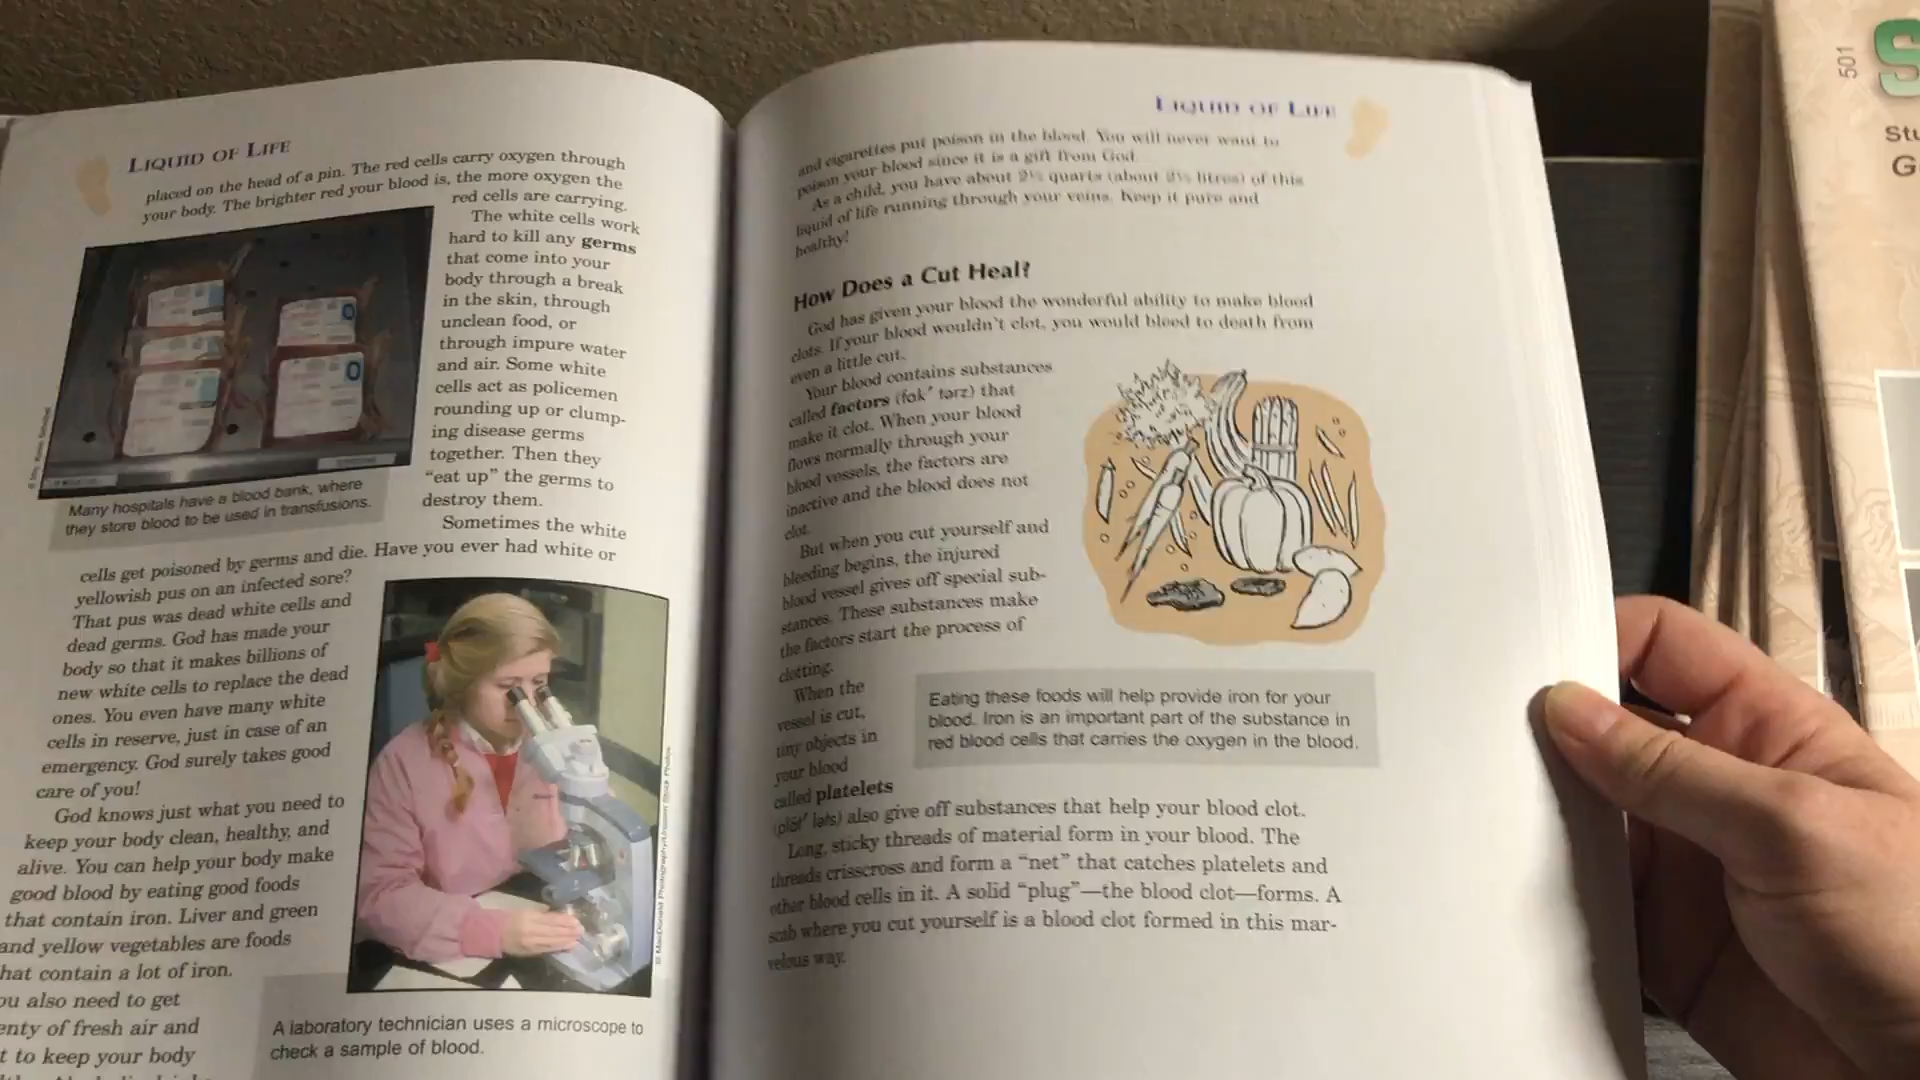 LIQUID OF LIFE
placed on the head of a pin. The red cells carry oxygen through
your body. The brighter red your blood is, the more oxygen the
red cells are carrying.
The white cells work
hard to kill any germs
that come into your
body through a break
in the skin, through
unclean food, or
through impure water
and air. Some white
cells act as policemen
rounding up or clump-
ing disease germs
together. Then they
“eat up” the germs to
destroy them.
Many hospitals have a blood bank, where
they store blood to be used in transfusions.
Sometimes the white
cells get poisoned by germs and die. Have you ever had white or
yellowish pus on an infected sore?
That pus was dead white cells and
dead germs. God has made your
body so that it makes billions of
new white cells to replace the dead
ones. You even have many white
cells in reserve, just in case of an
emergency. God surely takes good
care of you!
God knows just what you need to
keep your body clean, healthy, and
alive. You can help your body make
good blood by eating good foods
that contain iron. Liver and green
and yellow vegetables are foods
hat contain a lot of iron.
ou also need to get
enty of fresh air and
t to keep your body
A laboratory technician uses a microscope to
check a sample of blood.
LIQUID OF LIFE
and cigarettes put poison in the blood. You will never want to
poison your blood since it is a gift from God.
As a child, you have about 2½ quarts (about 2½ litres) of this
liquid of life running through your veins. Keep it pure and
healthy!
How Does a Cut Heal?
God has given your blood the wonderful ability to make blood
clots. If your blood wouldn’t clot, you would bleed to death from
even a little cut.
Your blood contains substances
called factors (fak′ tərz) that
make it clot. When your blood
flows normally through your
blood vessels, the factors are
inactive and the blood does not
clot.
But when you cut yourself and
bleeding begins, the injured
blood vessel gives off special sub-
stances. These substances make
the factors start the process of
clotting.
When the
vessel is cut,
tiny objects in
your blood
called platelets
(plāt′ ləts) also give off substances that help your blood clot.
Long, sticky threads of material form in your blood. The
threads crisscross and form a “net” that catches platelets and
other blood cells in it. A solid “plug”—the blood clot—forms. A
scab where you cut yourself is a blood clot formed in this mar-
velous way.
Eating these foods will help provide iron for your
blood. Iron is an important part of the substance in
red blood cells that carries the oxygen in the blood.
501
S
Stu
G